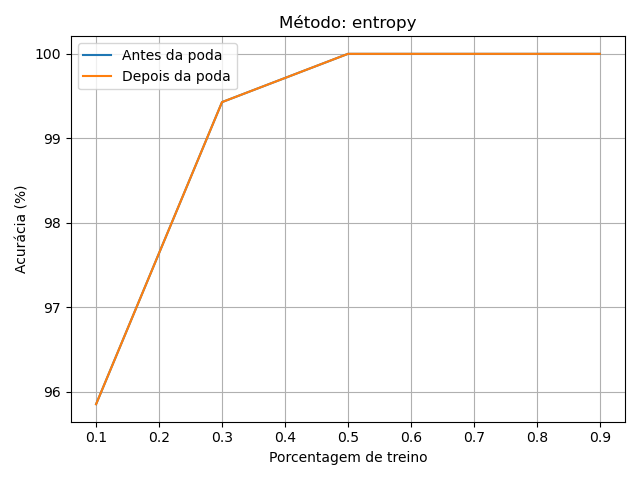 Método: entropy
Antes da poda
Depois da poda
Acurácia (%)
100
99
98
97
96
0.1 0.2 0.3 0.4 0.5 0.6 0.7 0.8 0.9
Porcentagem de treino